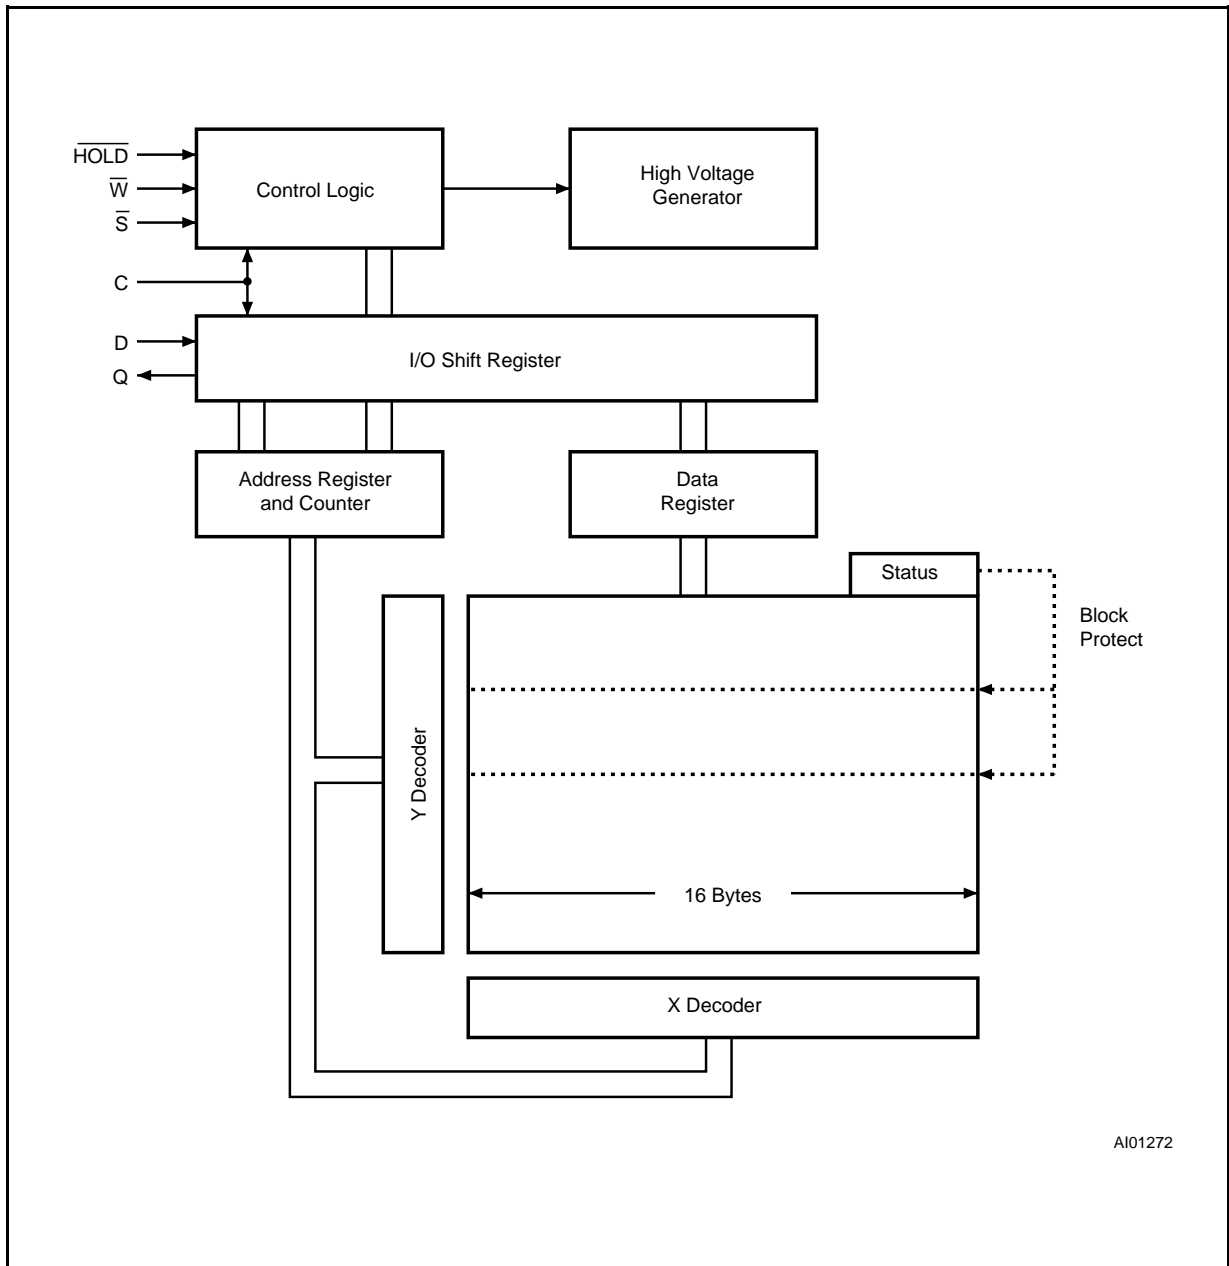 HOLD
W
S
C
D
Q
Control Logic
High Voltage
Generator
I/O Shift Register
Address Register
and Counter
Data
Register
Status
Block
Protect
Y Decoder
16 Bytes
X Decoder
AI01272